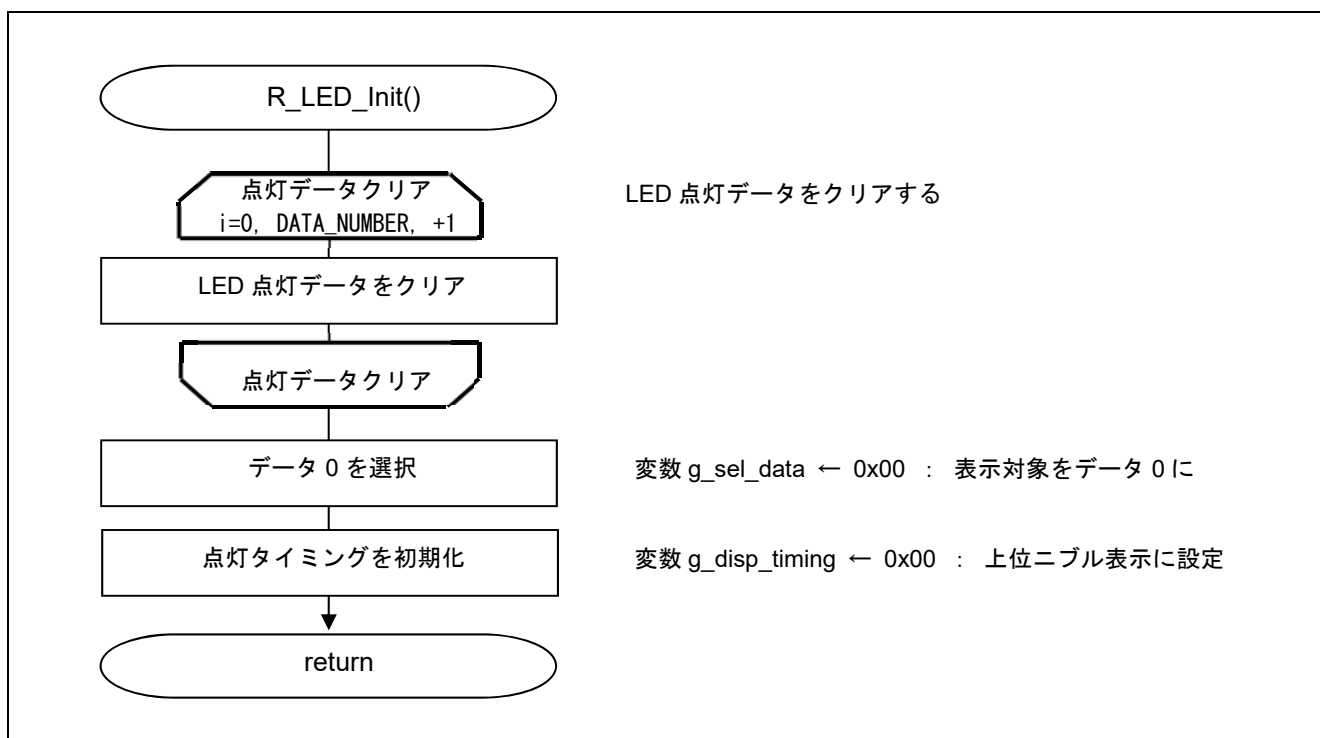 R_LED_Init()
点灯データクリア
i=0, DATA_NUMBER, +1
LED 点灯データをクリアする
LED 点灯データをクリア
点灯データクリア
データ 0 を選択
変数 g_sel_data ← 0x00 : 表示対象をデータ 0 に
点灯タイミングを初期化
変数 g_disp_timing ← 0x00 : 上位ニブル表示に設定
return